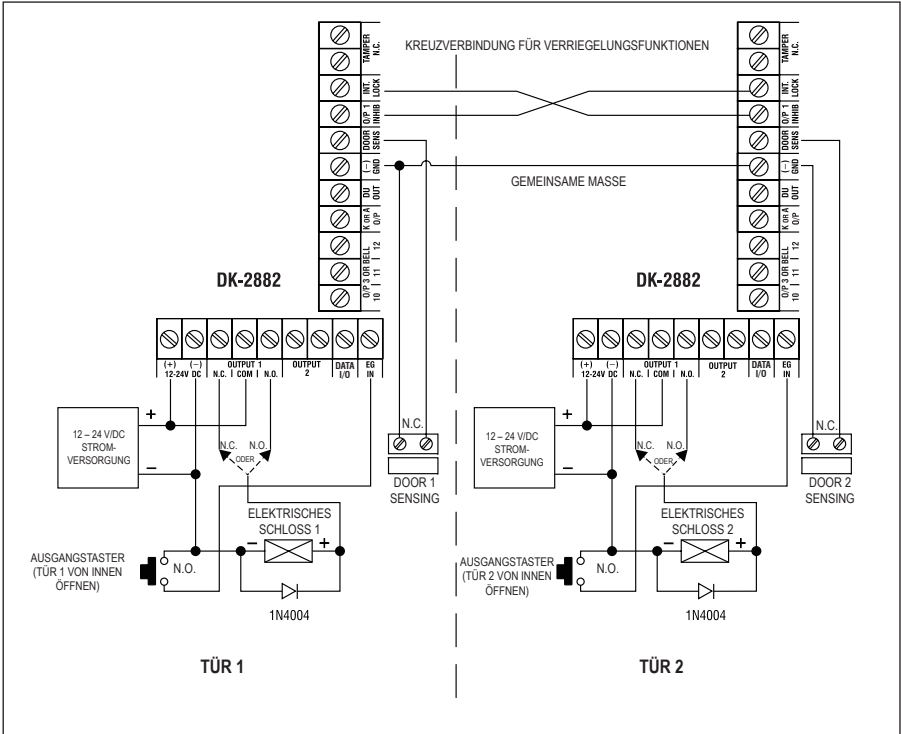 KREUZVERBINDUNG FÜR VERRIEGELUNGSFUNKTIONEN
TAMPER
N.C.
INT.
LOCK
O/P 1
INHIB
DOOR
SENS
(−)
GND
DU
OUT
K OR A
O/P
O/P 3 OR BELL
10 11 12
TAMPER
N.C.
INT.
LOCK
O/P 1
INHIB
DOOR
SENS
(−)
GND
DU
OUT
K OR A
O/P
O/P 3 OR BELL
10 11 12
GEMEINSAME MASSE
DK-2882
DK-2882
(+) (−) OUTPUT 1 OUTPUT DATA EG
12-24V DC N.C. COM N.O. 2 I/O IN
(+) (−) OUTPUT 1 OUTPUT DATA EG
12-24V DC N.C. COM N.O. 2 I/O IN
12 – 24 V/DC
STROM-
VERSORGUNG
+
−
N.C. N.O.
ODER
N.C.
DOOR 1
SENSING
ELEKTRISCHES
SCHLOSS 1
− +
AUSGANGSTASTER
(TÜR 1 VON INNEN
ÖFFNEN)
N.O.
1N4004
TÜR 1
12 – 24 V/DC
STROM-
VERSORGUNG
+
−
N.C. N.O.
ODER
N.C.
DOOR 2
SENSING
ELEKTRISCHES
SCHLOSS 2
− +
AUSGANGSTASTER
(TÜR 2 VON INNEN
ÖFFNEN)
N.O.
1N4004
TÜR 2